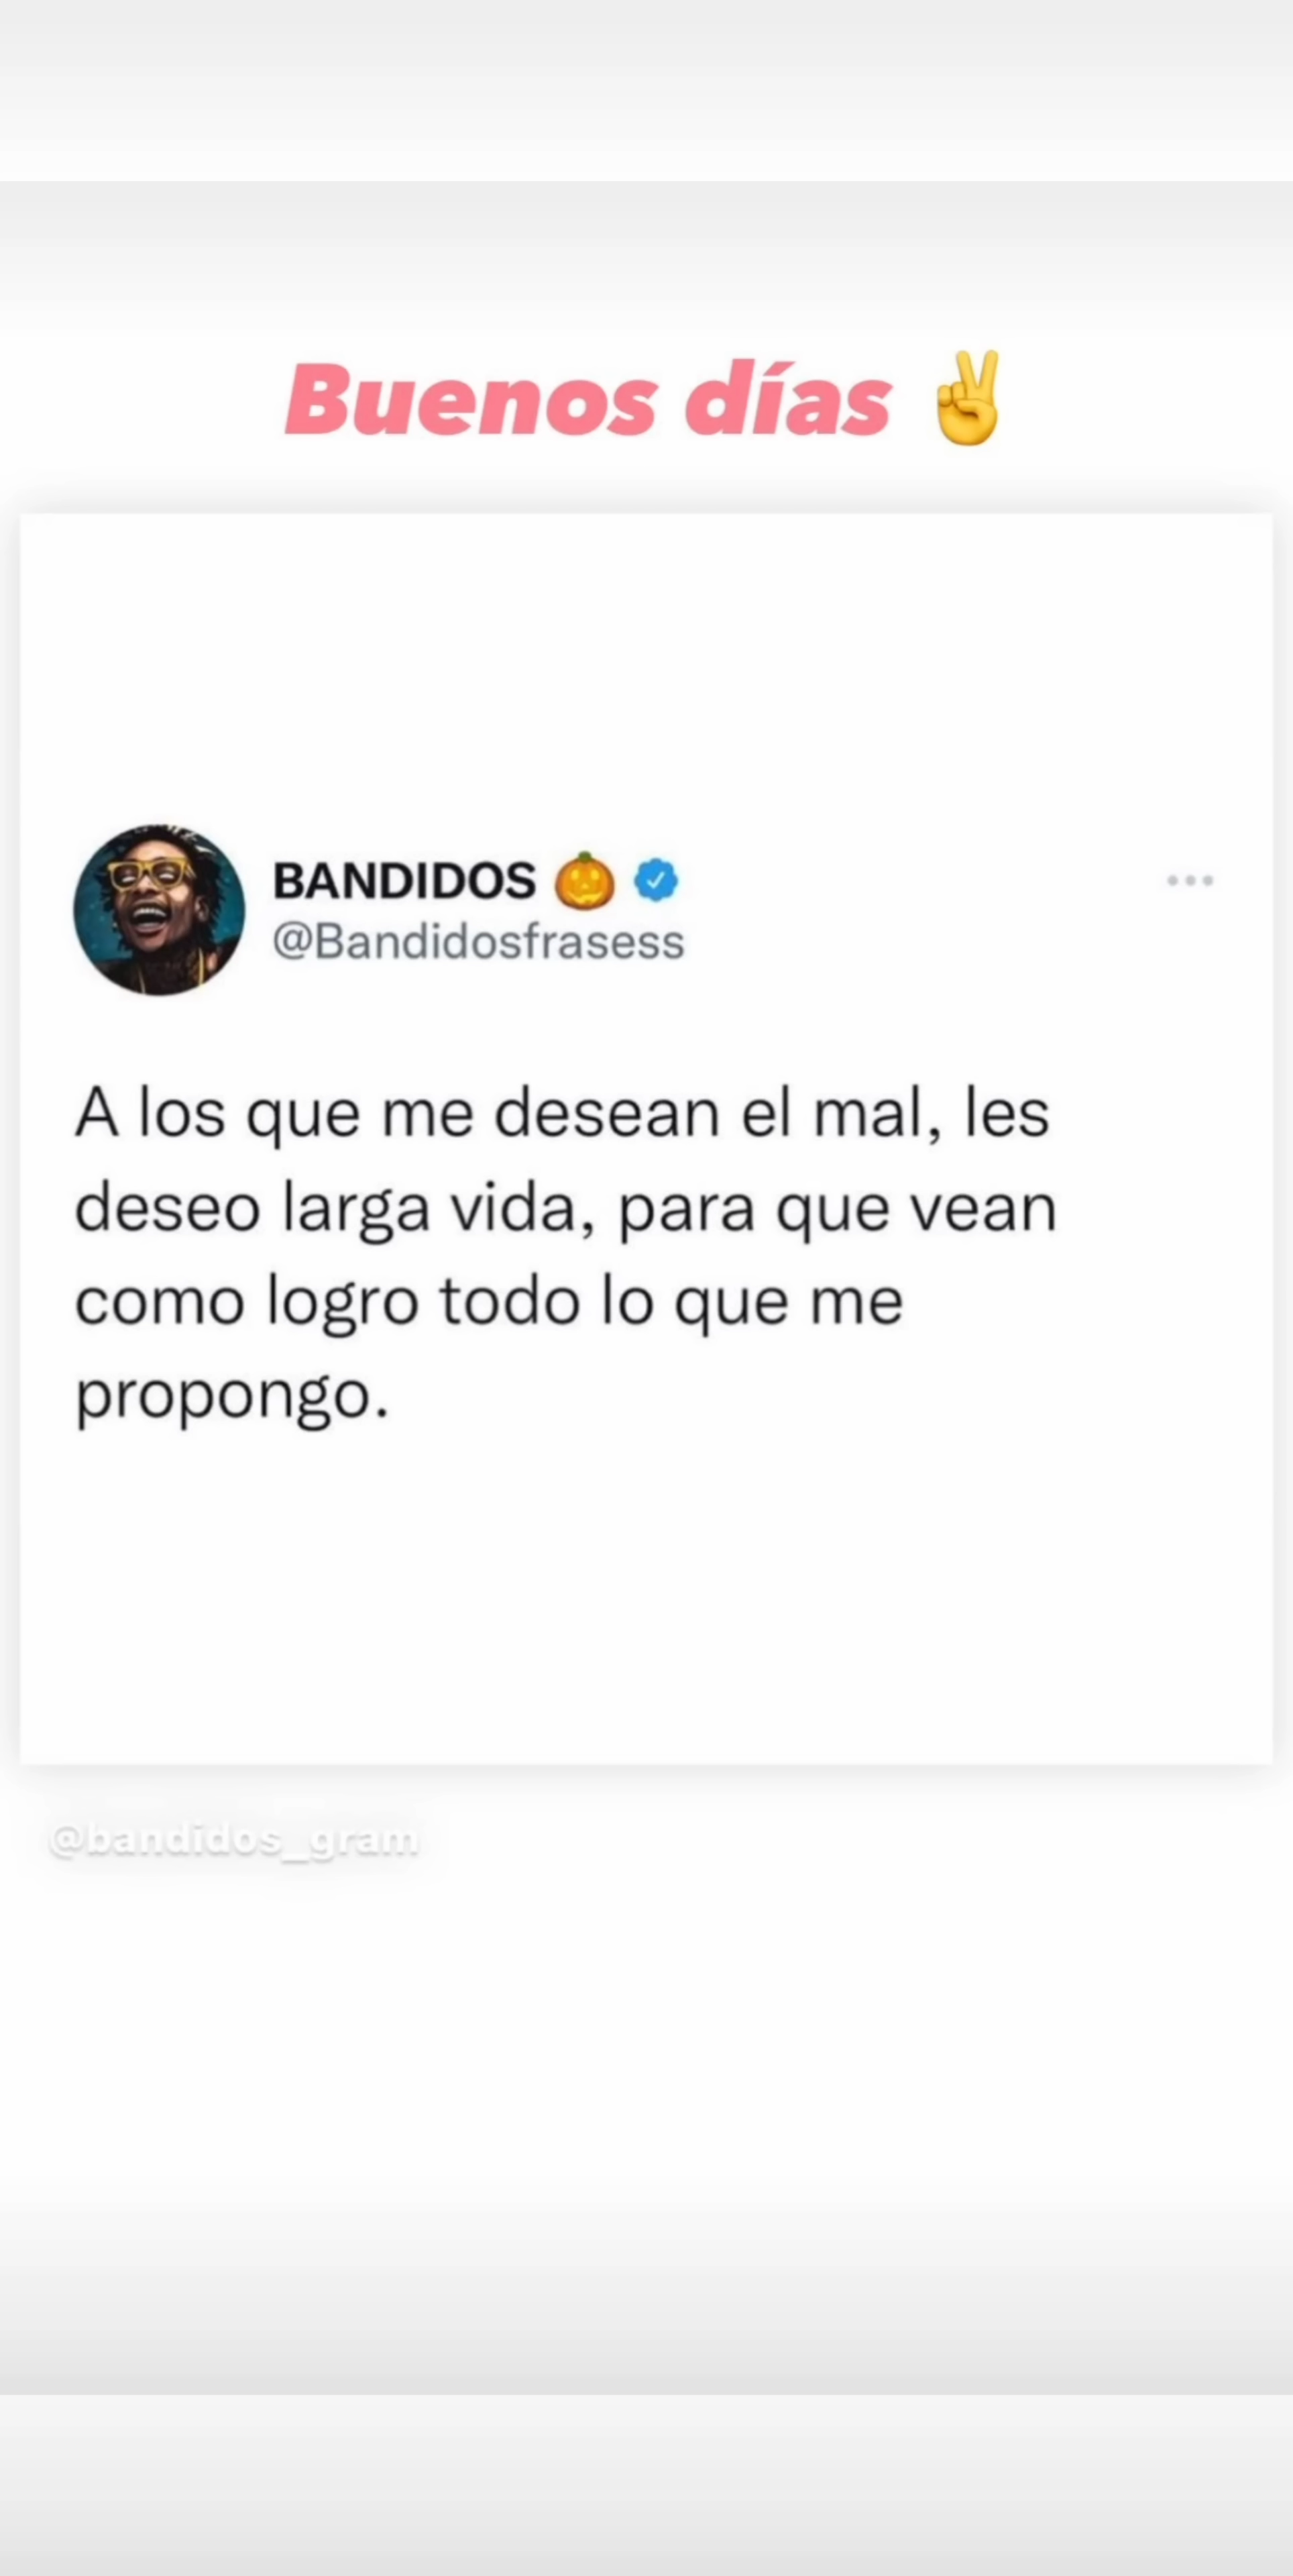 Buenos días ✌️
BANDIDOS 🎃
@Bandidosfrasess
A los que me desean el mal, les
deseo larga vida, para que vean
como logro todo lo que me
propongo.
@bandidos_gram